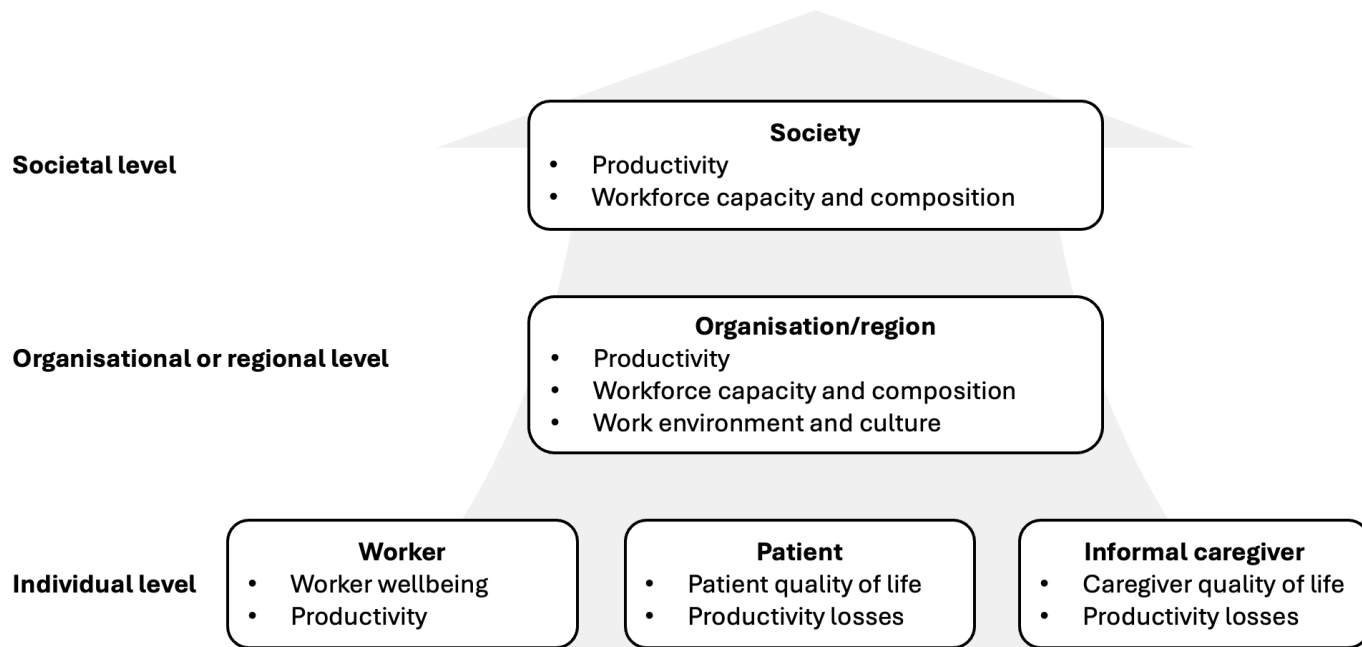 Societal level
Society
• Productivity
• Workforce capacity and composition
Organisational or regional level
Organisation/region
• Productivity
• Workforce capacity and composition
• Work environment and culture
Individual level
Worker
• Worker wellbeing
• Productivity
Patient
• Patient quality of life
• Productivity losses
Informal caregiver
• Caregiver quality of life
• Productivity losses